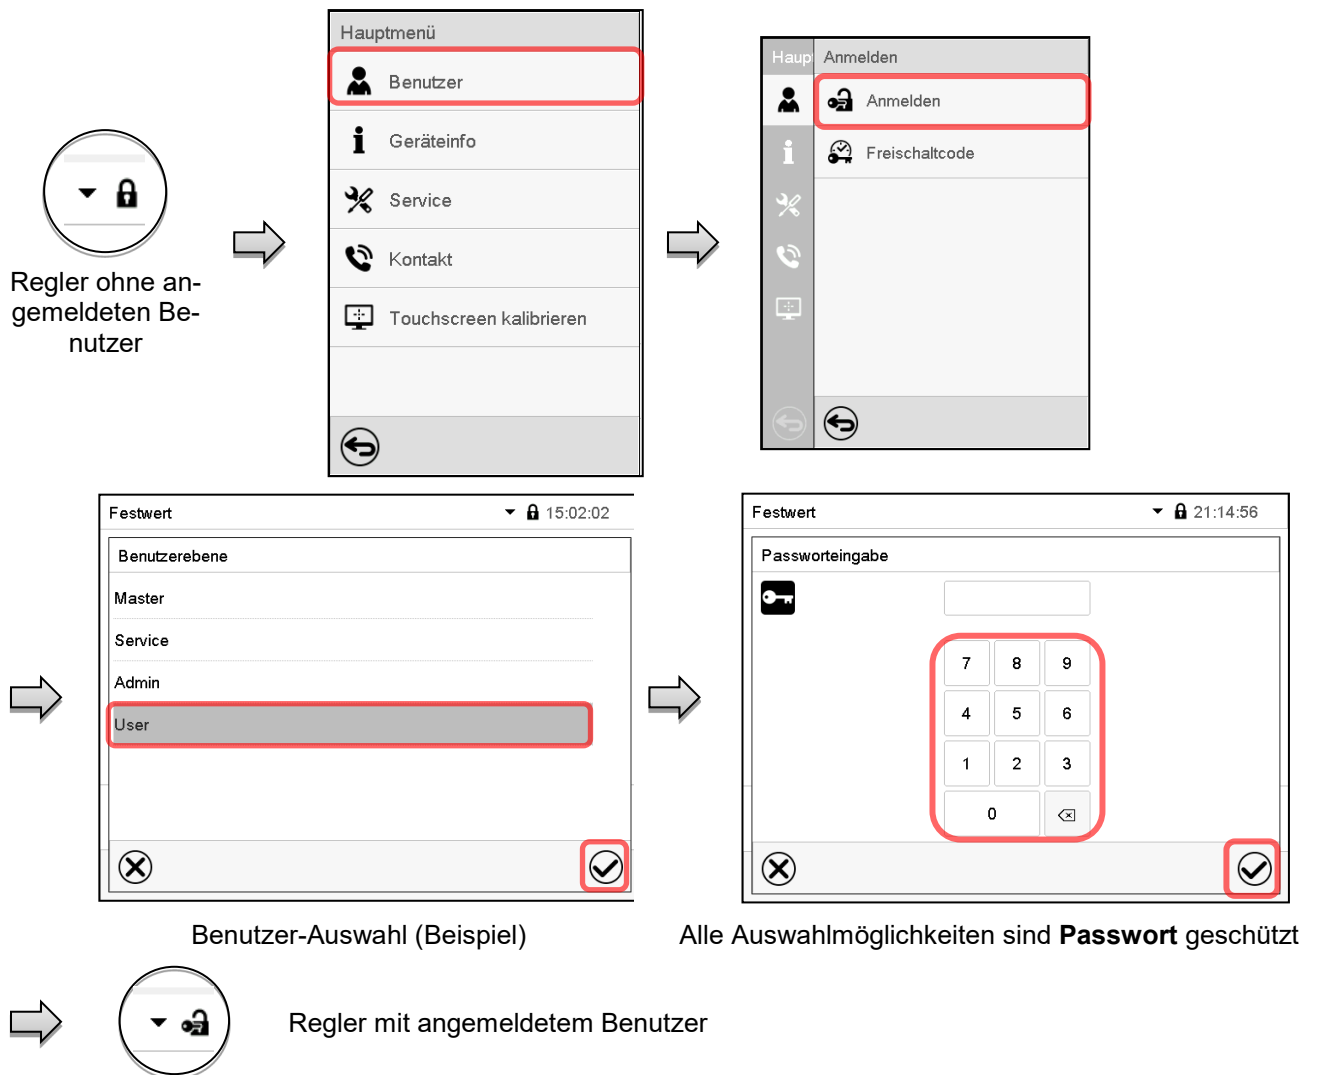 Hauptmenü
Benutzer
Geräteinfo
Service
Kontakt
Touchscreen kalibrieren
Haup
Anmelden
Anmelden
Freischaltcode
Regler ohne an-
gemeldeten Be-
nutzer
Festwert 15:02:02
Benutzerebene
Master
Service
Admin
User
Festwert 21:14:56
Passworteingabe
7 8 9
4 5 6
1 2 3
0
Benutzer-Auswahl (Beispiel)
Alle Auswahlmöglichkeiten sind Passwort geschützt
Regler mit angemeldetem Benutzer